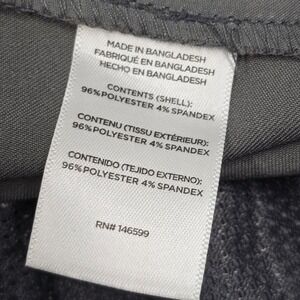 MADE IN BANGLADESH
FABRIQUÉ EN BANGLADESH
HECHO EN BANGLADESH
CONTENTS (SHELL):
96% POLYESTER 4% SPANDEX
CONTENU (TISSU EXTÉRIEUR):
96% POLYESTER 4% SPANDEX
CONTENIDO (TEJIDO EXTERNO):
96% POLYESTER 4% SPANDEX
RN# 146599